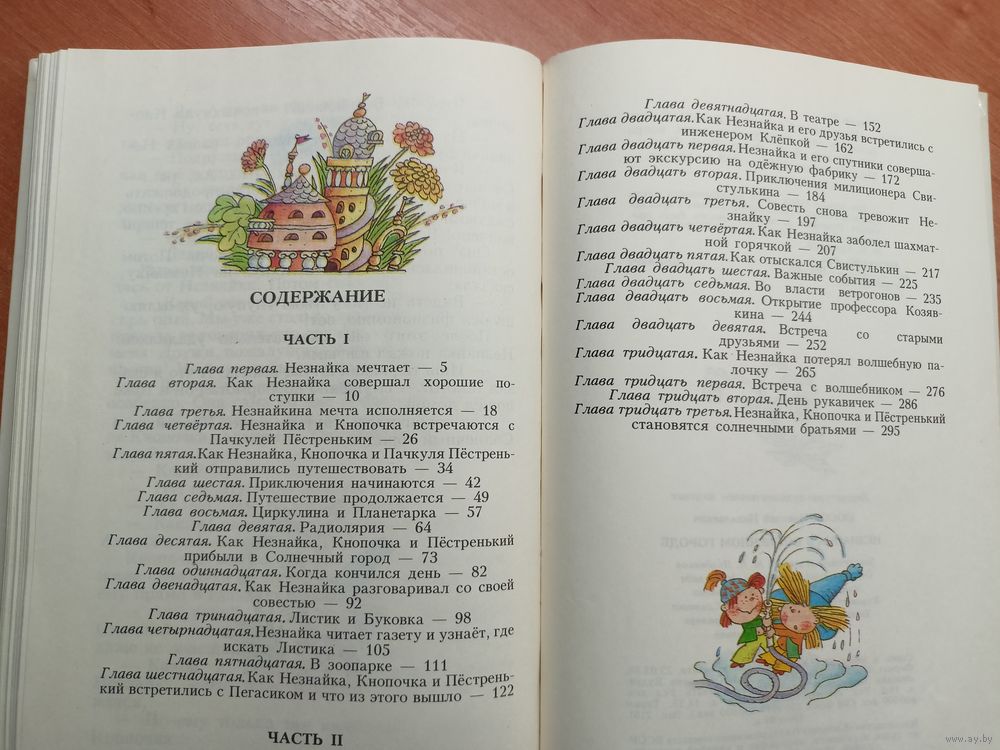 СОДЕРЖАНИЕ
ЧАСТЬ I
Глава первая. Незнайка мечтает — 5
Глава вторая. Как Незнайка совершал хорошие по-
ступки — 10
Глава третья. Незнайкина мечта исполняется — 18
Глава четвёртая. Незнайка и Кнопочка встречаются с
Пачкулей Пёстреньким — 26
Глава пятая. Как Незнайка, Кнопочка и Пачкуля Пёстрень-
кий отправились путешествовать — 34
Глава шестая. Приключения начинаются — 42
Глава седьмая. Путешествие продолжается — 49
Глава восьмая. Циркулина и Планетарка — 57
Глава девятая. Радиолярия — 64
Глава десятая. Как Незнайка, Кнопочка и Пёстренький
прибыли в Солнечный город — 73
Глава одиннадцатая. Когда кончился день — 82
Глава двенадцатая. Как Незнайка разговаривал со своей
совестью — 92
Глава тринадцатая. Листик и Буковка — 98
Глава четырнадцатая. Незнайка читает газету и узнаёт, где
искать Листика — 105
Глава пятнадцатая. В зоопарке — 111
Глава шестнадцатая. Как Незнайка, Кнопочка и Пёстрень-
кий встретились с Пегасиком и что из этого вышло — 122
ЧАСТЬ II
Глава девятнадцатая. В театре — 152
Глава двадцатая. Как Незнайка и его друзья встретились с
инженером Клёпкой — 162
Глава двадцать первая. Незнайка и его спутники соверша-
ют экскурсию на одёжную фабрику — 172
Глава двадцать вторая. Приключения милиционера Сви-
стулькина — 184
Глава двадцать третья. Совесть снова тревожит Не-
знайку — 197
Глава двадцать четвёртая. Как Незнайка заболел шахмат-
ной горячкой — 207
Глава двадцать пятая. Как отыскался Свистулькин — 217
Глава двадцать шестая. Важные события — 225
Глава двадцать седьмая. Во власти ветрогонов — 235
Глава двадцать восьмая. Открытие профессора Козяв-
кина — 244
Глава двадцать девятая. Встреча со старыми
друзьями — 252
Глава тридцатая. Как Незнайка потерял волшебную па-
лочку — 265
Глава тридцать первая. Встреча с волшебником — 276
Глава тридцать вторая. День рукавичек — 286
Глава тридцать третья. Незнайка, Кнопочка и Пёстренький
становятся солнечными братьями — 295
www.ay.by